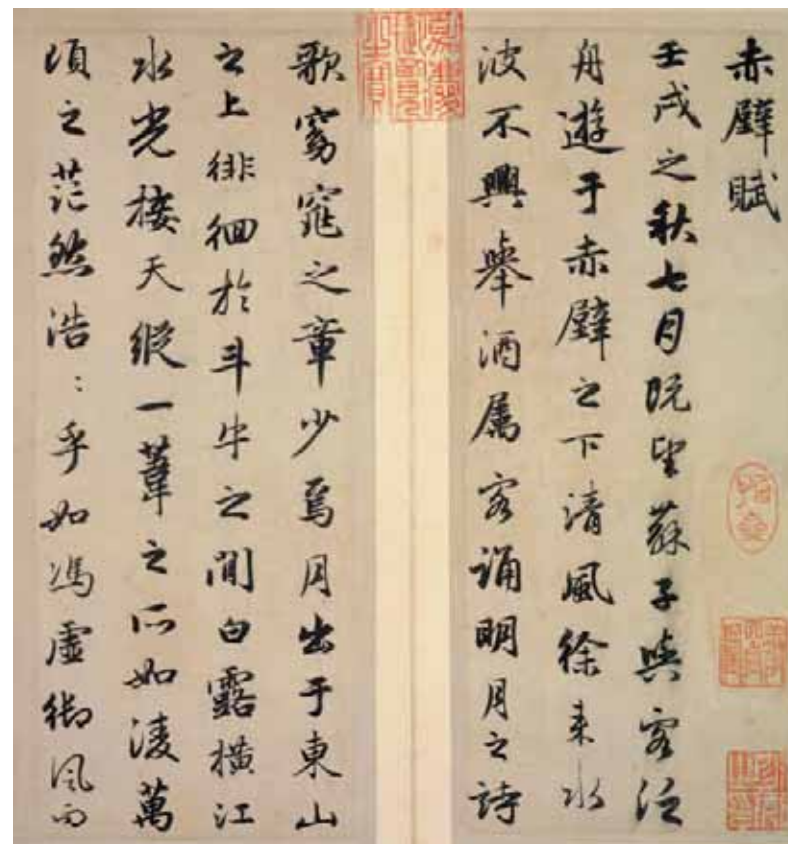 赤壁賦
壬戌之秋七月既望蘇子與客泛
舟遊于赤壁之下清風徐来水
波不興舉酒属客誦明月之詩
歌窈窕之章少焉月出于東山
之上徘徊於斗牛之間白露橫江
水光接天縱一葦之所如凌萬
頃之茫然浩〻乎如馮虛御風而